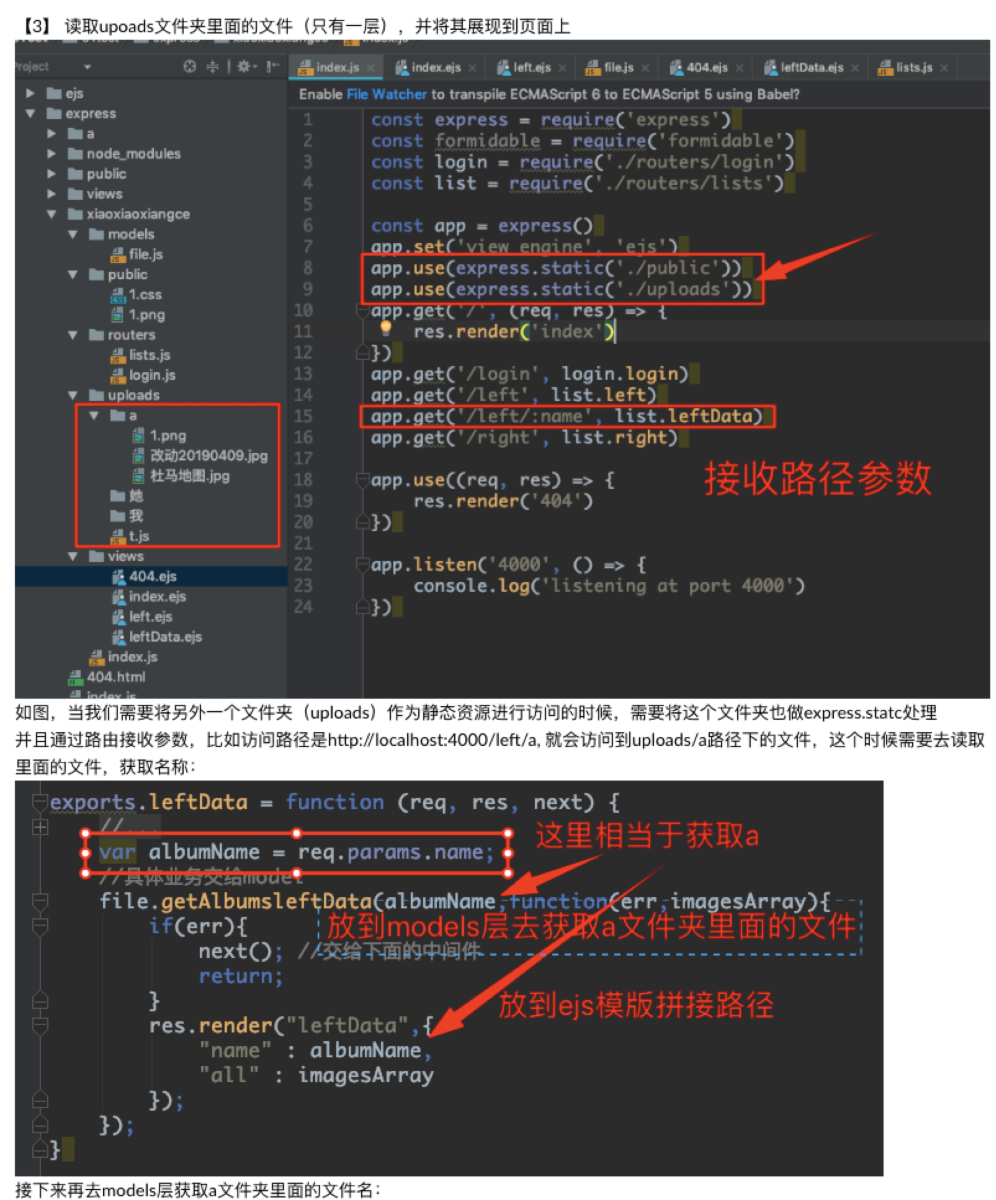 【3】 读取upoads文件夹里面的文件（只有一层），并将其展现到页面上
Project
index.js
index.ejs
left.ejs
file.js
404.ejs
leftData.ejs
lists.js
Enable File Watcher to transpile ECMAScript 6 to ECMAScript 5 using Babel?
ejs
express
a
node_modules
public
views
xiaoxiaoxiangce
models
file.js
public
1.css
1.png
routers
lists.js
login.js
uploads
a
1.png
改动20190409.jpg
杜马地图.jpg
她
我
t.js
views
404.ejs
index.ejs
left.ejs
leftData.ejs
index.js
404.html
index.js
1 const express = require('express')
2 const formidable = require('formidable')
3 const login = require('./routers/login')
4 const list = require('./routers/lists')
5
6 const app = express()
7 app.set('view engine', 'ejs')
8 app.use(express.static('./public'))
9 app.use(express.static('./uploads'))
10 app.get('/', (req, res) => {
11 res.render('index')
12 })
13 app.get('/login', login.login)
14 app.get('/left', list.left)
15 app.get('/left/:name', list.leftData)
16 app.get('/right', list.right)
17
18 app.use((req, res) => {
19 res.render('404')
20 })
21
22 app.listen('4000', () => {
23 console.log('listening at port 4000')
24 })
接收路径参数
如图，当我们需要将另外一个文件夹（uploads）作为静态资源进行访问的时候，需要将这个文件夹也做express.statc处理
并且通过路由接收参数，比如访问路径是http://localhost:4000/left/a, 就会访问到uploads/a路径下的文件，这个时候需要去读取
里面的文件，获取名称：
exports.leftData = function (req, res, next) {
//...
这里相当于获取a
var albumName = req.params.name;
//具体业务交给model
file.getAlbumsleftData(albumName,function(err,imagesArray){
放到models层去获取a文件夹里面的文件
if(err){
next(); //交给下面的中间件
return;
}
放到ejs模版拼接路径
res.render("leftData",{
"name" : albumName,
"all" : imagesArray
});
});
}
接下来再去models层获取a文件夹里面的文件名：